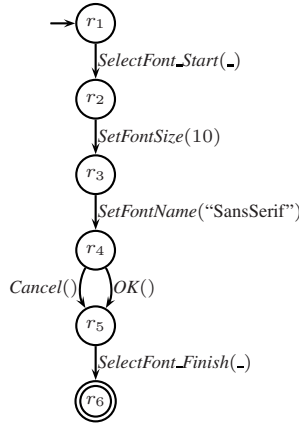 r1
SelectFont_Start(_)
r2
SetFontSize(10)
r3
SetFontName(“SansSerif”)
r4
Cancel() OK()
r5
SelectFont_Finish(_)
r6